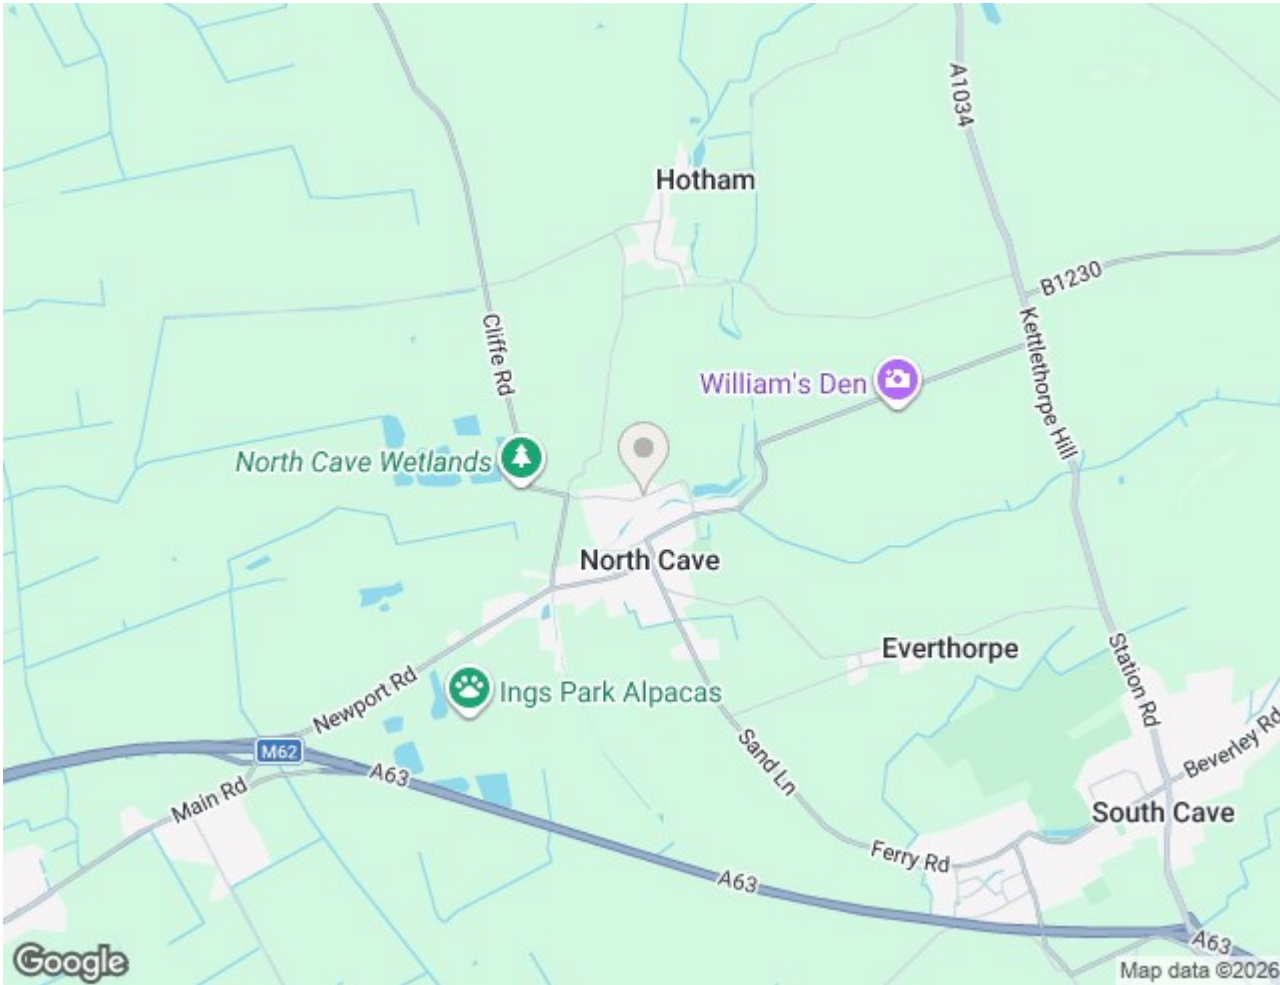 A1034
Hotham
B1230
Cliffe Rd
Kettlethorpe Hill
William's Den
North Cave Wetlands
North Cave
Everthorpe
Station Rd
Ings Park Alpacas
Newport Rd
Beverley Rd
M62
Sand Ln
A63
Main Rd
South Cave
Ferry Rd
A63
A63
Google
Map data ©2026